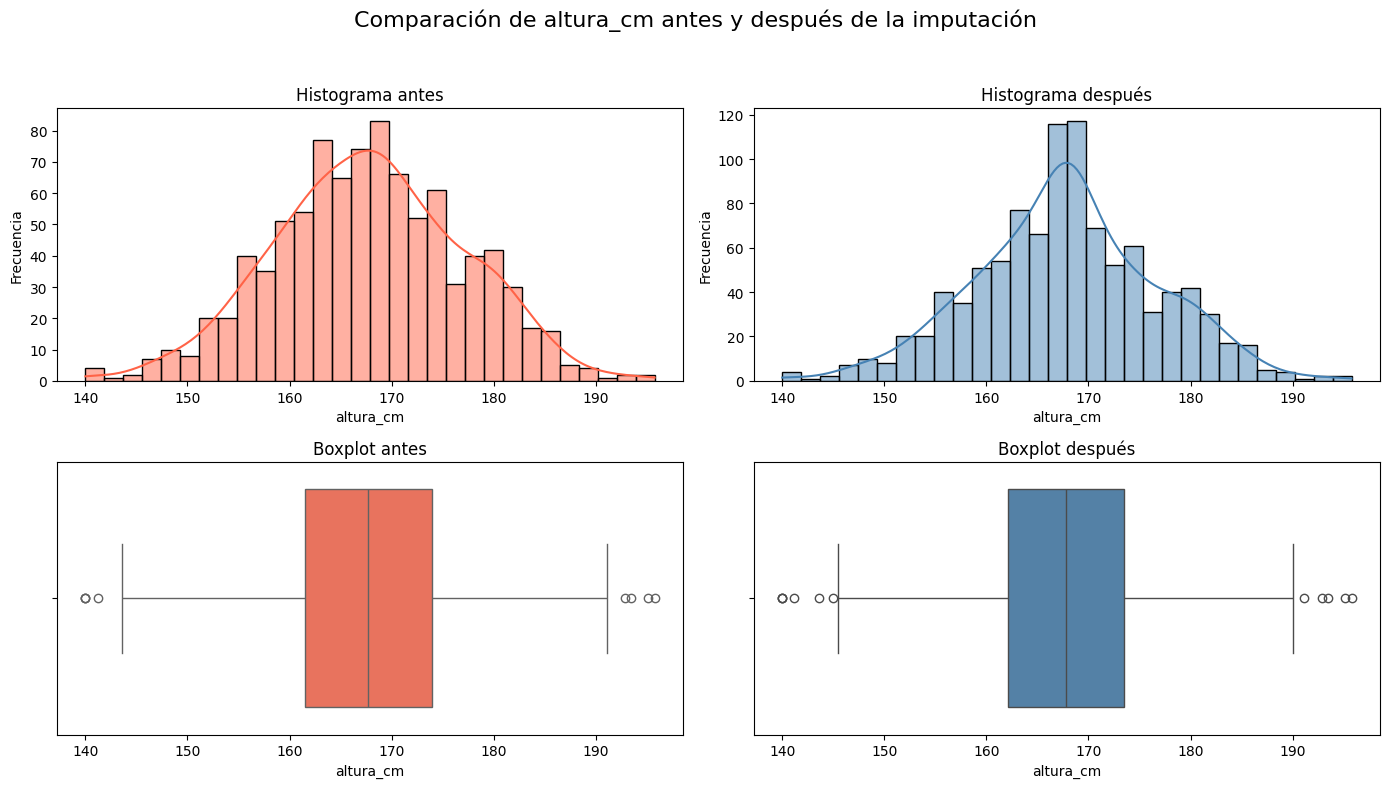 Comparación de altura_cm antes y después de la imputación
Histograma antes
Frecuencia
80
70
60
50
40
30
20
10
0
140 150 160 170 180 190
altura_cm
Histograma después
Frecuencia
120
100
80
60
40
20
0
140 150 160 170 180 190
altura_cm
Boxplot antes
140 150 160 170 180 190
altura_cm
Boxplot después
140 150 160 170 180 190
altura_cm